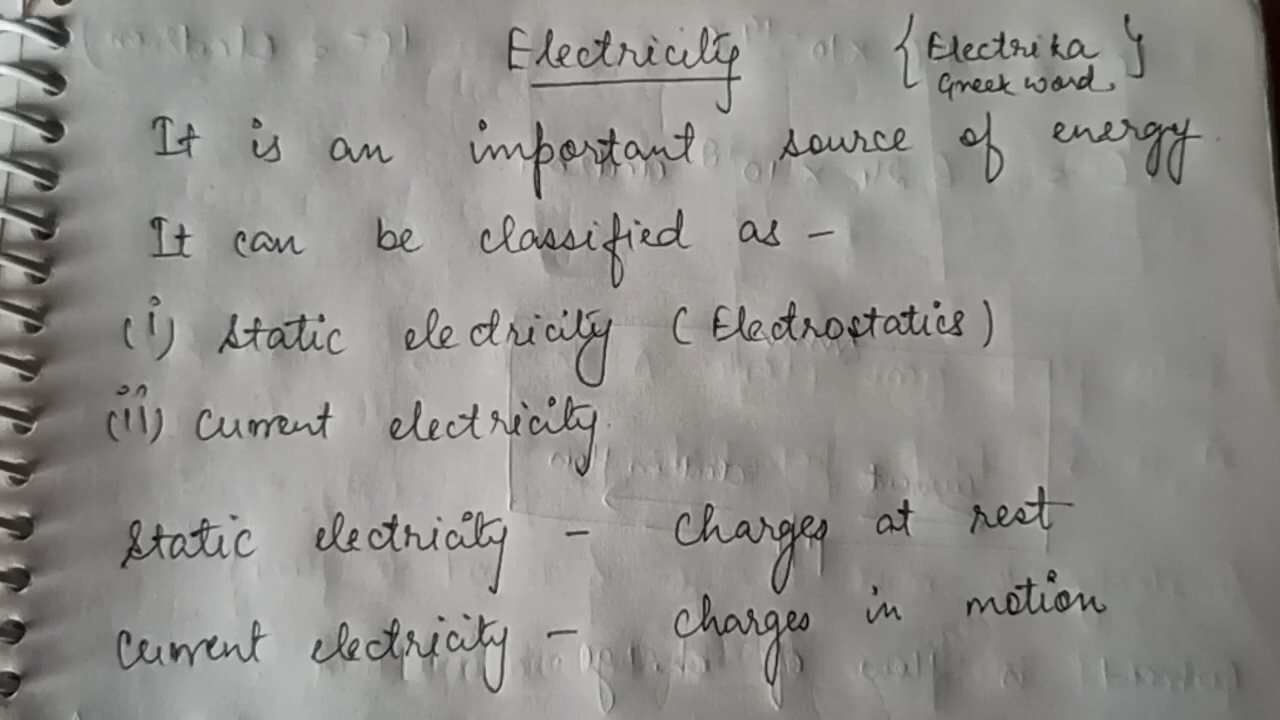 Electricity { Electrika
Greek word }
It is an important source of energy.
It can be classified as -
(i) Static electricity (Electrostatics)
(ii) Current electricity.
Static electricity - charges at rest
Current electricity - charges in motion